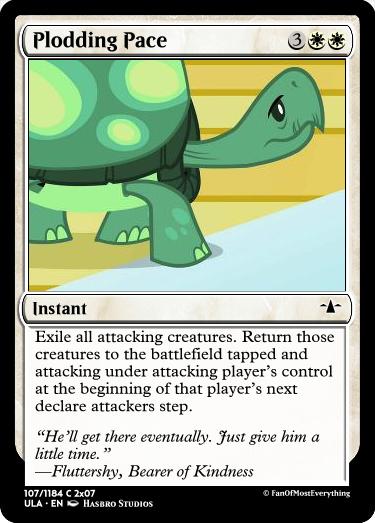 Plodding Pace 3
Instant
Exile all attacking creatures. Return those
creatures to the battlefield tapped and
attacking under attacking player's control
at the beginning of that player's next
declare attackers step.
"He'll get there eventually. Just give him a
little time."
—Fluttershy, Bearer of Kindness
107/1184 C 2x07
ULA • EN Hasbro Studios
© FanOfMostEverything